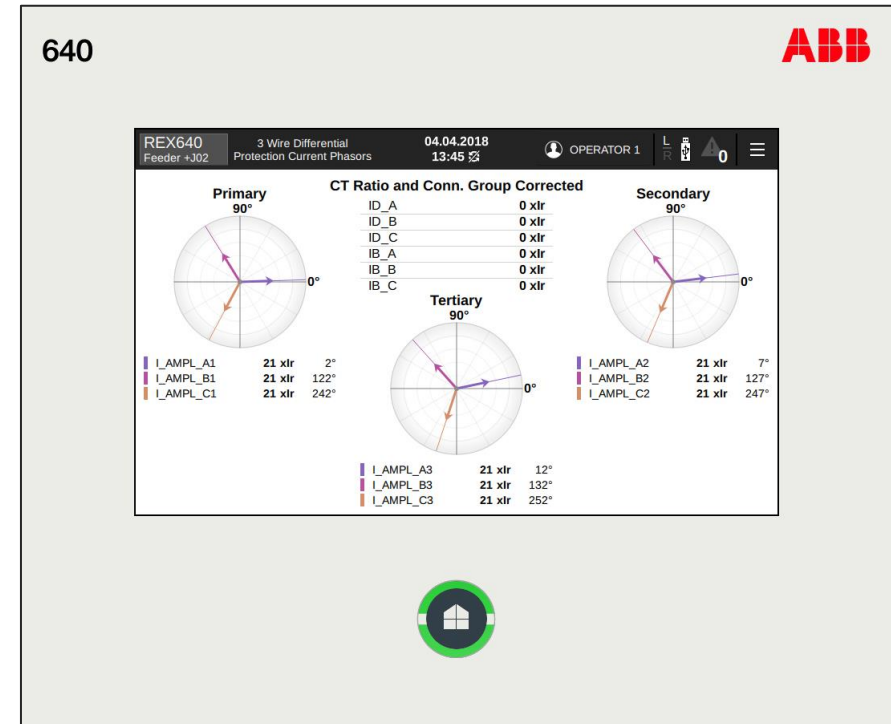 640
ABB
REX640
Feeder +J02
3 Wire Differential
Protection Current Phasors
04.04.2018
13:45
OPERATOR 1
L
R
0
CT Ratio and Conn. Group Corrected
ID_A 0 xIr
ID_B 0 xIr
ID_C 0 xIr
IB_A 0 xIr
IB_B 0 xIr
IB_C 0 xIr
Primary
90°
0°
I_AMPL_A1 21 xIr 2°
I_AMPL_B1 21 xIr 122°
I_AMPL_C1 21 xIr 242°
Tertiary
90°
0°
I_AMPL_A3 21 xIr 12°
I_AMPL_B3 21 xIr 132°
I_AMPL_C3 21 xIr 252°
Secondary
90°
0°
I_AMPL_A2 21 xIr 7°
I_AMPL_B2 21 xIr 127°
I_AMPL_C2 21 xIr 247°